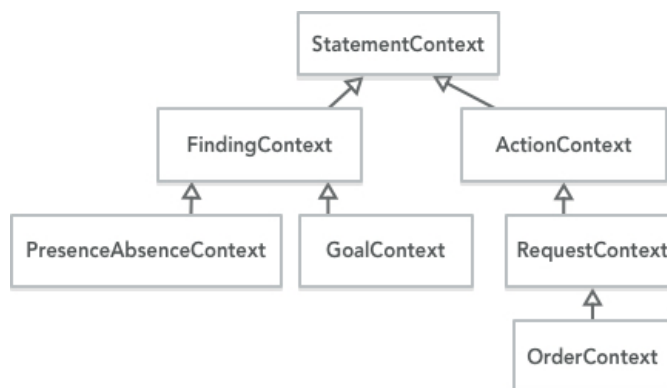 StatementContext
FindingContext
ActionContext
PresenceAbsenceContext
GoalContext
RequestContext
OrderContext